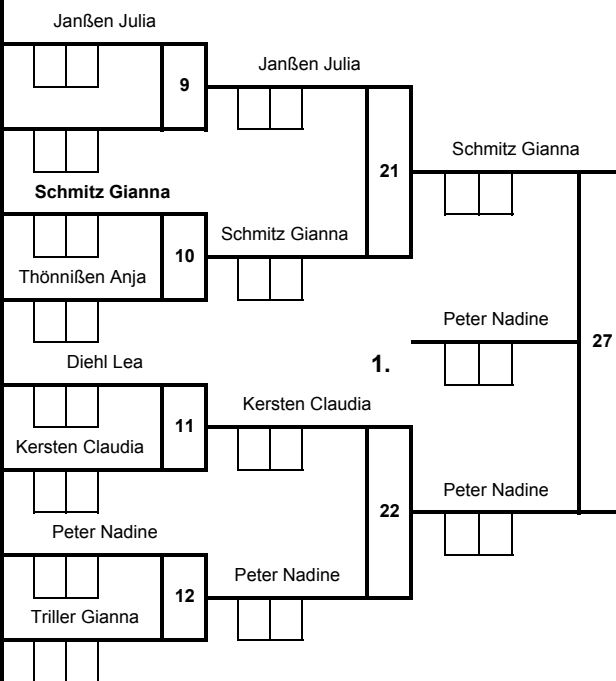 Janßen Julia
9
Janßen Julia
21
Schmitz Gianna
Schmitz Gianna
10
Schmitz Gianna
Thönnißen Anja
Peter Nadine
27
1.
Diehl Lea
Kersten Claudia
11
Kersten Claudia
Peter Nadine
22
Peter Nadine
Peter Nadine
12
Triller Gianna